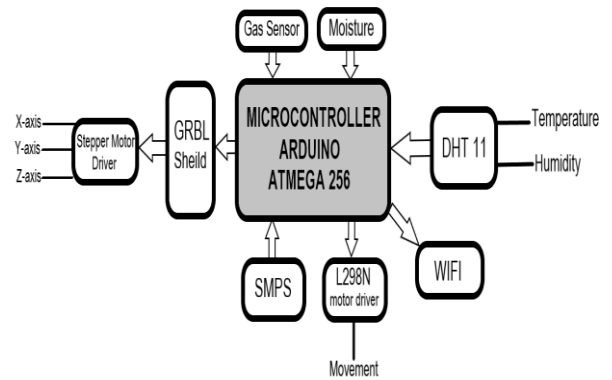 Gas Sensor
Moisture
X-axis
Y-axis
Z-axis
Stepper Motor
Driver
GRBL
Sheild
MICROCONTROLLER
ARDUINO
ATMEGA 256
DHT 11
Temperature
Humidity
SMPS
L298N
motor driver
WIFI
Movement